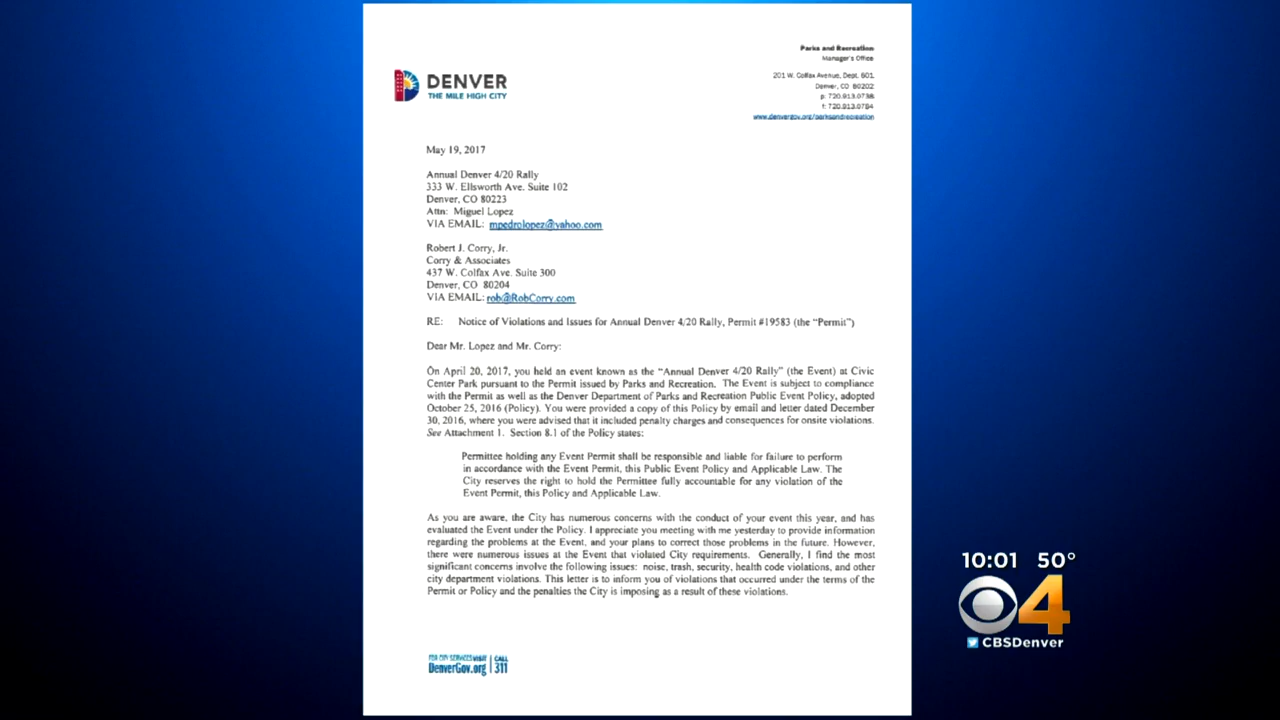 Parks and Recreation
Manager's Office
201 W. Colfax Avenue, Dept. 601
Denver, CO 80202
p: 720.913.0738
f: 720.913.0784
www.denvergov.org/parksandrecreation
DENVER
THE MILE HIGH CITY
May 19, 2017
Annual Denver 4/20 Rally
333 W. Ellsworth Ave. Suite 102
Denver, CO 80223
Attn: Miguel Lopez
VIA EMAIL: mpedrolopez@yahoo.com
Robert J. Corry, Jr.
Corry & Associates
437 W. Colfax Ave. Suite 300
Denver, CO 80204
VIA EMAIL: rob@RobCorry.com
RE: Notice of Violations and Issues for Annual Denver 4/20 Rally, Permit #19583 (the "Permit")
Dear Mr. Lopez and Mr. Corry:
On April 20, 2017, you held an event known as the "Annual Denver 4/20 Rally" (the Event) at Civic
Center Park pursuant to the Permit issued by Parks and Recreation. The Event is subject to compliance
with the Permit as well as the Denver Department of Parks and Recreation Public Event Policy, adopted
October 25, 2016 (Policy). You were provided a copy of this Policy by email and letter dated December
30, 2016, where you were advised that it included penalty charges and consequences for onsite violations.
See Attachment 1. Section 8.1 of the Policy states:
Permittee holding any Event Permit shall be responsible and liable for failure to perform
in accordance with the Event Permit, this Public Event Policy and Applicable Law. The
City reserves the right to hold the Permittee fully accountable for any violation of the
Event Permit, this Policy and Applicable Law.
As you are aware, the City has numerous concerns with the conduct of your event this year, and has
evaluated the Event under the Policy. I appreciate you meeting with me yesterday to provide information
regarding the problems at the Event, and your plans to correct those problems in the future. However,
there were numerous issues at the Event that violated City requirements. Generally, I find the most
significant concerns involve the following issues: noise, trash, security, health code violations, and other
city department violations. This letter is to inform you of violations that occurred under the terms of the
Permit or Policy and the penalties the City is imposing as a result of these violations.
FOR CITY SERVICES VISIT | CALL
DenverGov.org | 311
10:01 50°
4
CBSDenver